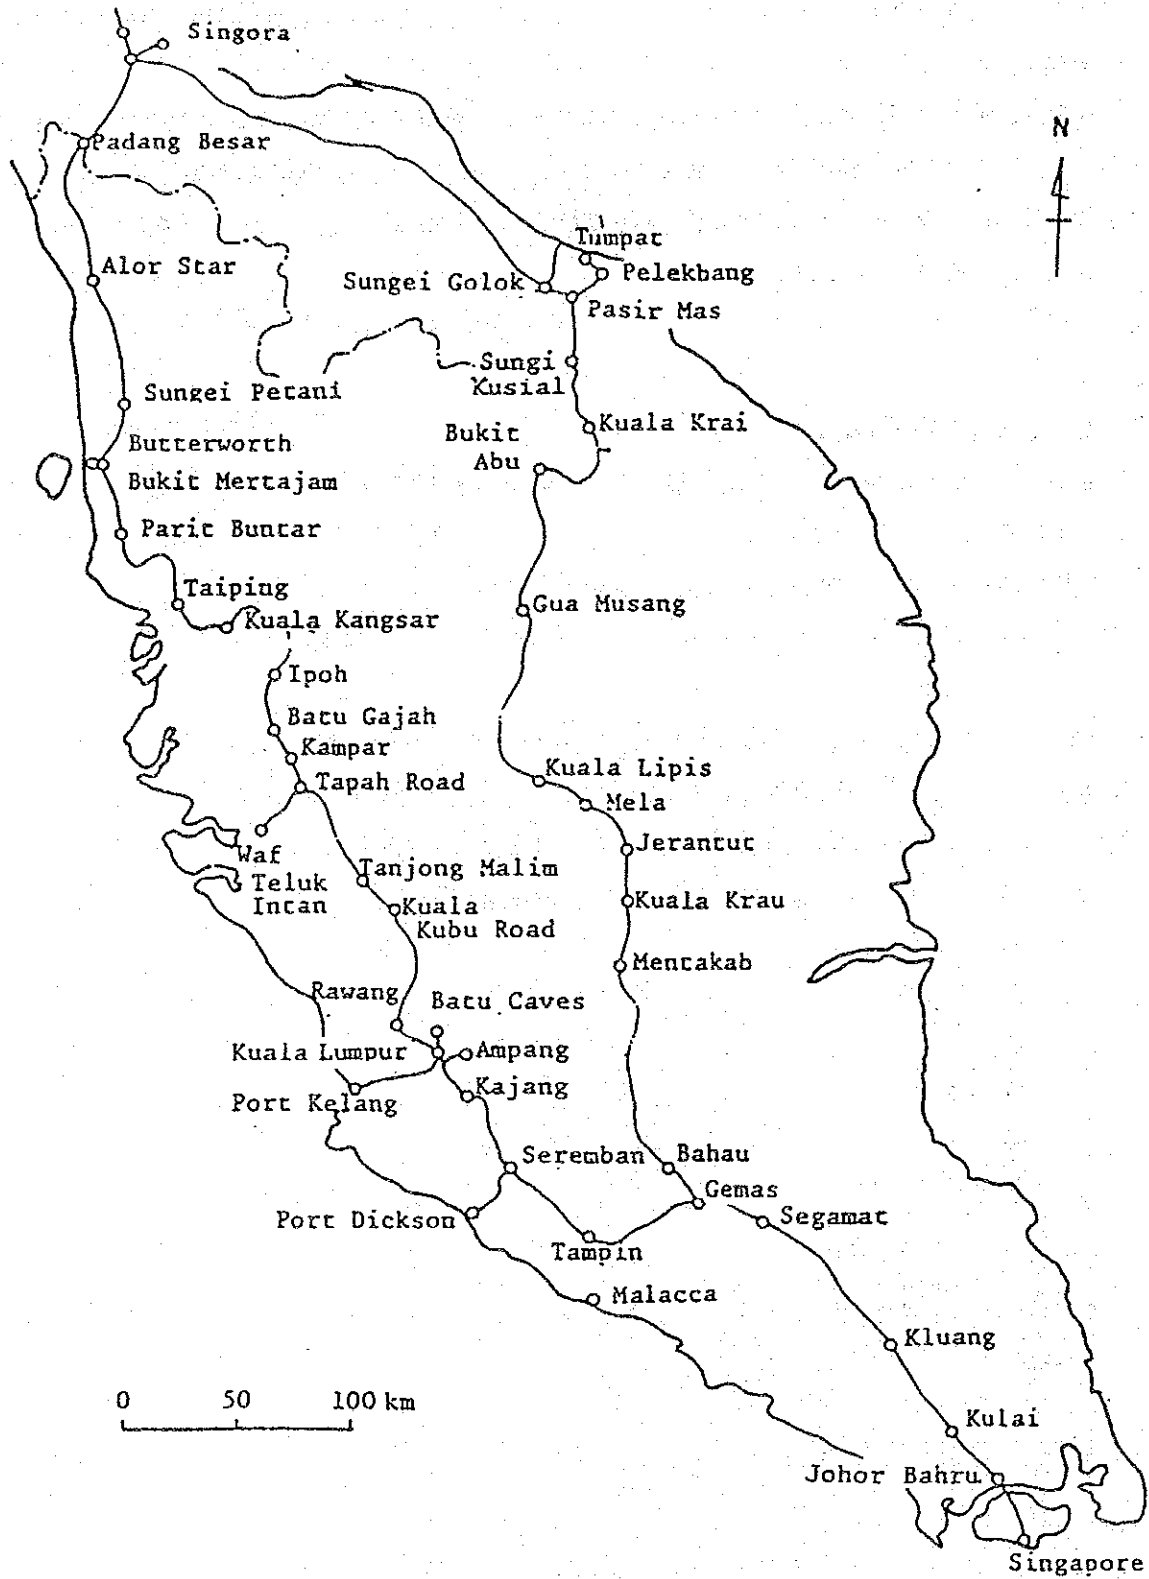 Singora
N
Padang Besar
Tumpat
Alor Star
Sungei Golok
Pelekbang
Pasir Mas
Sungi
Kusial
Sungei Petani
Kuala Krai
Bukit
Abu
Butterworth
Bukit Mertajam
Parit Buntar
Taiping
Gua Musang
Kuala Kangsar
Ipoh
Batu Gajah
Kampar
Tapah Road
Kuala Lipis
Mela
Jerantut
Waf
Teluk
Intan
Tanjong Malim
Kuala
Kubu Road
Kuala Krau
Mentakab
Rawang
Batu Caves
Kuala Lumpur
Ampang
Kajang
Port Kelang
Seremban
Bahau
Gemas
Segamat
Port Dickson
Tampin
Malacca
Kluang
0 50 100 km
Kulai
Johor Bahru
Singapore